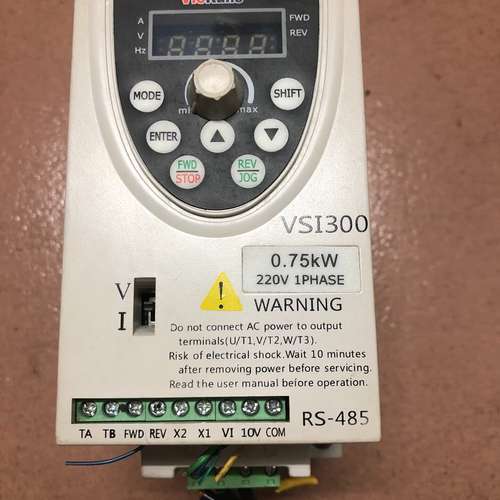 A
V
Hz
FWD
REV
MODE
SHIFT
max
ENTER
FWD
STOP
REV
JOG
VSI300
0.75kW
220V 1PHASE
V
I
WARNING
Do not connect AC power to output
terminals(U/T1,V/T2,W/T3).
Risk of electrical shock.Wait 10 minutes
after removing power before servicing.
Read the user manual before operation.
RS-485
TA TB FWD REV X2 X1 VI 10V COM